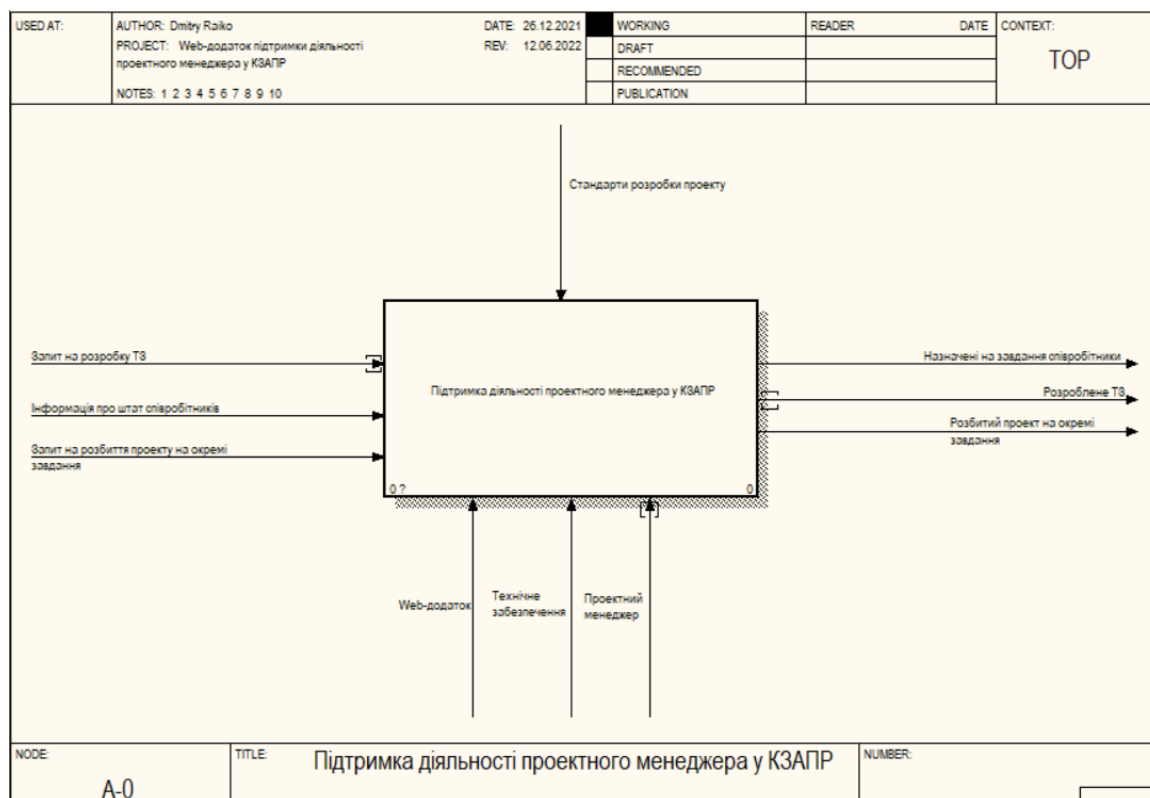 USED AT:
AUTHOR: Dmitry Raiko
DATE: 26.12.2021
WORKING
READER
DATE
CONTEXT:
PROJECT: Web-додаток підтримки діяльності
REV: 12.06.2022
DRAFT
TOP
проектного менеджера у КЗАПР
RECOMMENDED
NOTES: 1 2 3 4 5 6 7 8 9 10
PUBLICATION
Стандарти розробки проекту
Запит на розробку ТЗ
Інформація про штат співробітників
Запит на розбиття проекту на окремі
завдання
Підтримка діяльності проектного менеджера у КЗАПР
0 ?
0
Назначені на завдання співробітники
Розроблене ТЗ
Розбитий проект на окремі
завдання
Web-додаток
Технічне
забезпечення
Проектний
менеджер
NODE:
A-0
TITLE:
Підтримка діяльності проектного менеджера у КЗАПР
NUMBER: